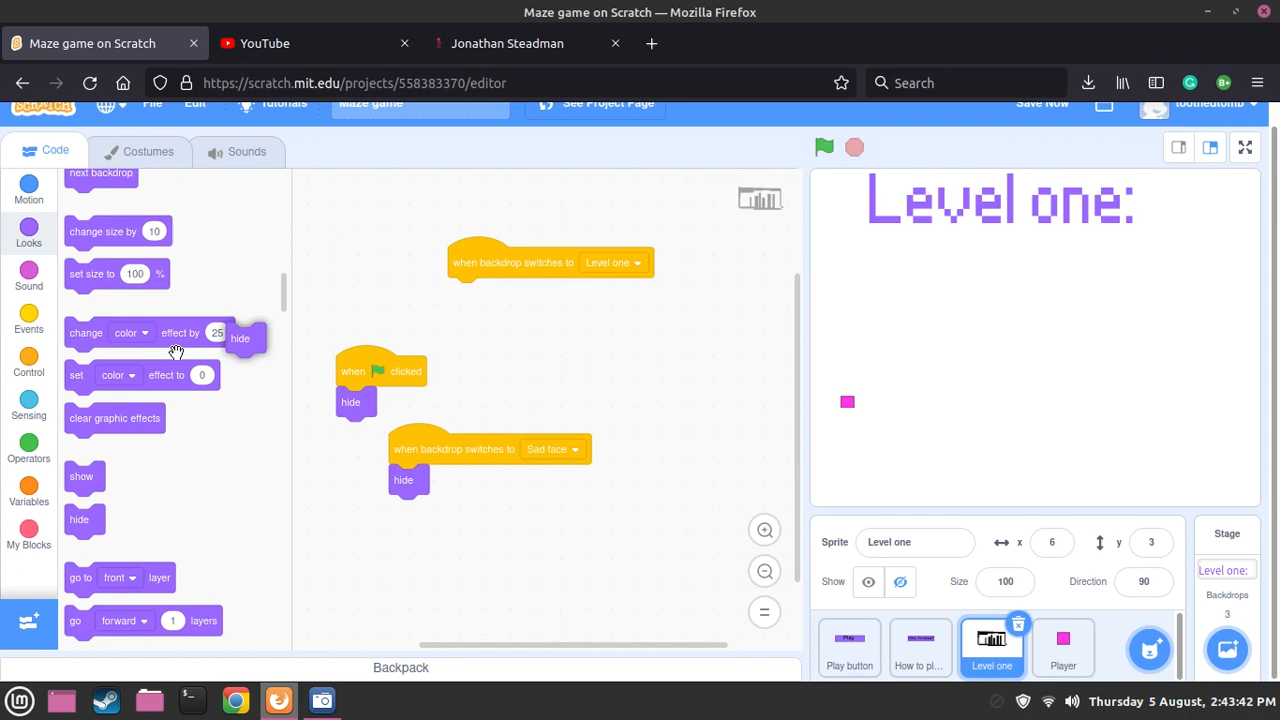 Maze game on Scratch — Mozilla Firefox
Maze game on Scratch
YouTube
Jonathan Steadman
https://scratch.mit.edu/projects/558383370/editor
Search
SCRATCH
File
Edit
Tutorials
Maze game
See Project Page
Save Now
toothedtomb
Code
Costumes
Sounds
Motion
Looks
Sound
Events
Control
Sensing
Operators
Variables
My Blocks
next backdrop
change size by 10
set size to 100 %
change color effect by 25
hide
set color effect to 0
clear graphic effects
show
hide
go to front layer
go forward 1 layers
when backdrop switches to Level one
when clicked
hide
when backdrop switches to Sad face
hide
Backpack
Level one:
Sprite Level one x 6 y 3
Show Size 100 Direction 90
Play
Play button
How to pl...
Level one
Player
Stage
Level one:
Backdrops
3
Thursday 5 August, 2:43:42 PM